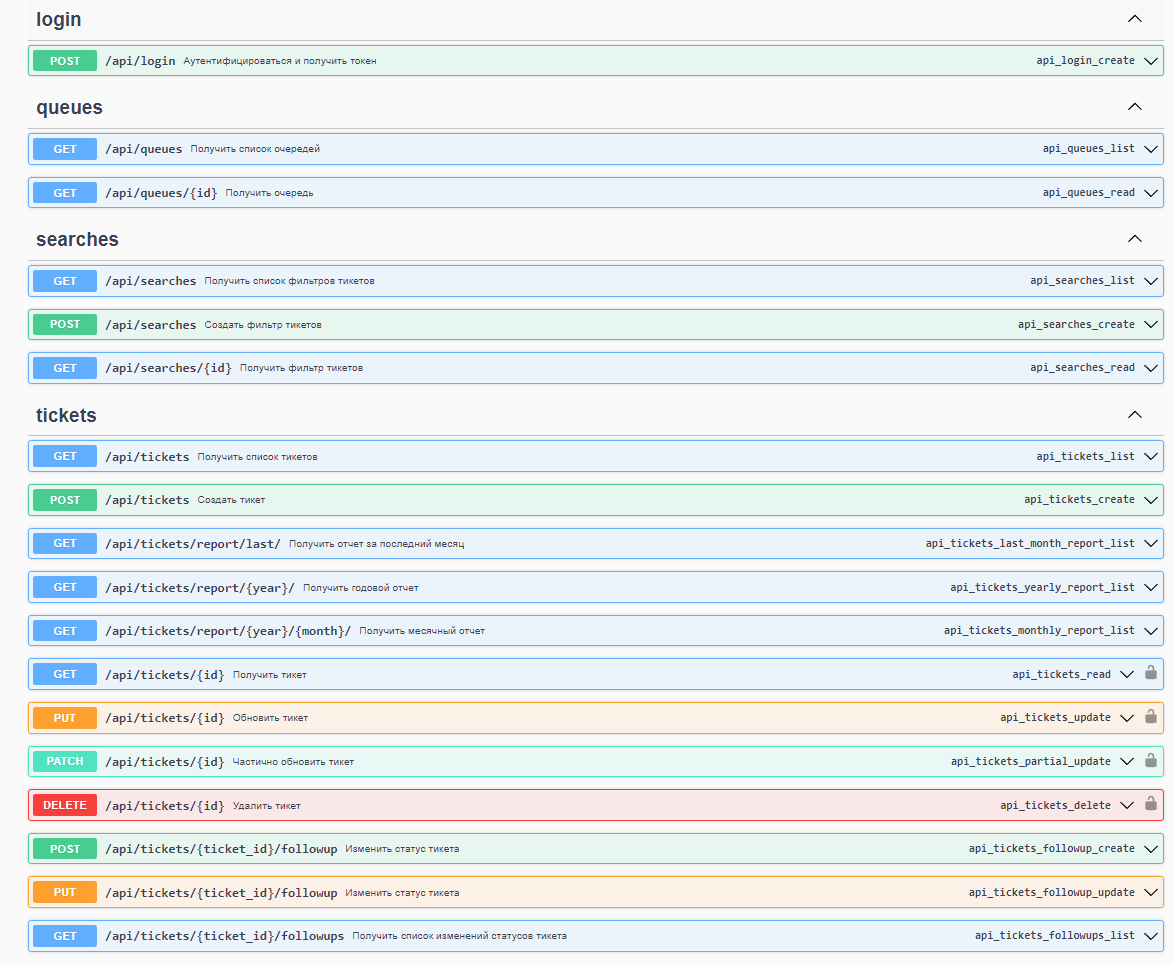 login
POST /api/login Аутентифицироваться и получить токен api_login_create
queues
GET /api/queues Получить список очередей api_queues_list
GET /api/queues/{id} Получить очередь api_queues_read
searches
GET /api/searches Получить список фильтров тикетов api_searches_list
POST /api/searches Создать фильтр тикетов api_searches_create
GET /api/searches/{id} Получить фильтр тикетов api_searches_read
tickets
GET /api/tickets Получить список тикетов api_tickets_list
POST /api/tickets Создать тикет api_tickets_create
GET /api/tickets/report/last/ Получить отчет за последний месяц api_tickets_last_month_report_list
GET /api/tickets/report/{year}/ Получить годовой отчет api_tickets_yearly_report_list
GET /api/tickets/report/{year}/{month}/ Получить месячный отчет api_tickets_monthly_report_list
GET /api/tickets/{id} Получить тикет api_tickets_read
PUT /api/tickets/{id} Обновить тикет api_tickets_update
PATCH /api/tickets/{id} Частично обновить тикет api_tickets_partial_update
DELETE /api/tickets/{id} Удалить тикет api_tickets_delete
POST /api/tickets/{ticket_id}/followup Изменить статус тикета api_tickets_followup_create
PUT /api/tickets/{ticket_id}/followup Изменить статус тикета api_tickets_followup_update
GET /api/tickets/{ticket_id}/followups Получить список изменений статусов тикета api_tickets_followups_list